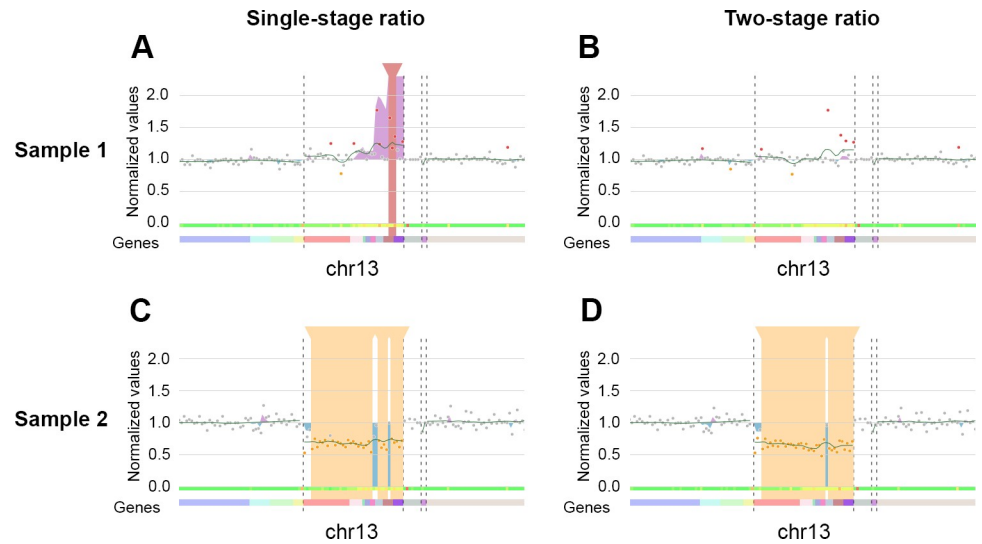 Single-stage ratio
Two-stage ratio
A
B
Sample 1
Normalized values
2.0
1.5
1.0
0.5
0.0
Genes
chr13
Normalized values
2.0
1.5
1.0
0.5
0.0
Genes
chr13
C
D
Sample 2
Normalized values
2.0
1.5
1.0
0.5
0.0
Genes
chr13
Normalized values
2.0
1.5
1.0
0.5
0.0
Genes
chr13